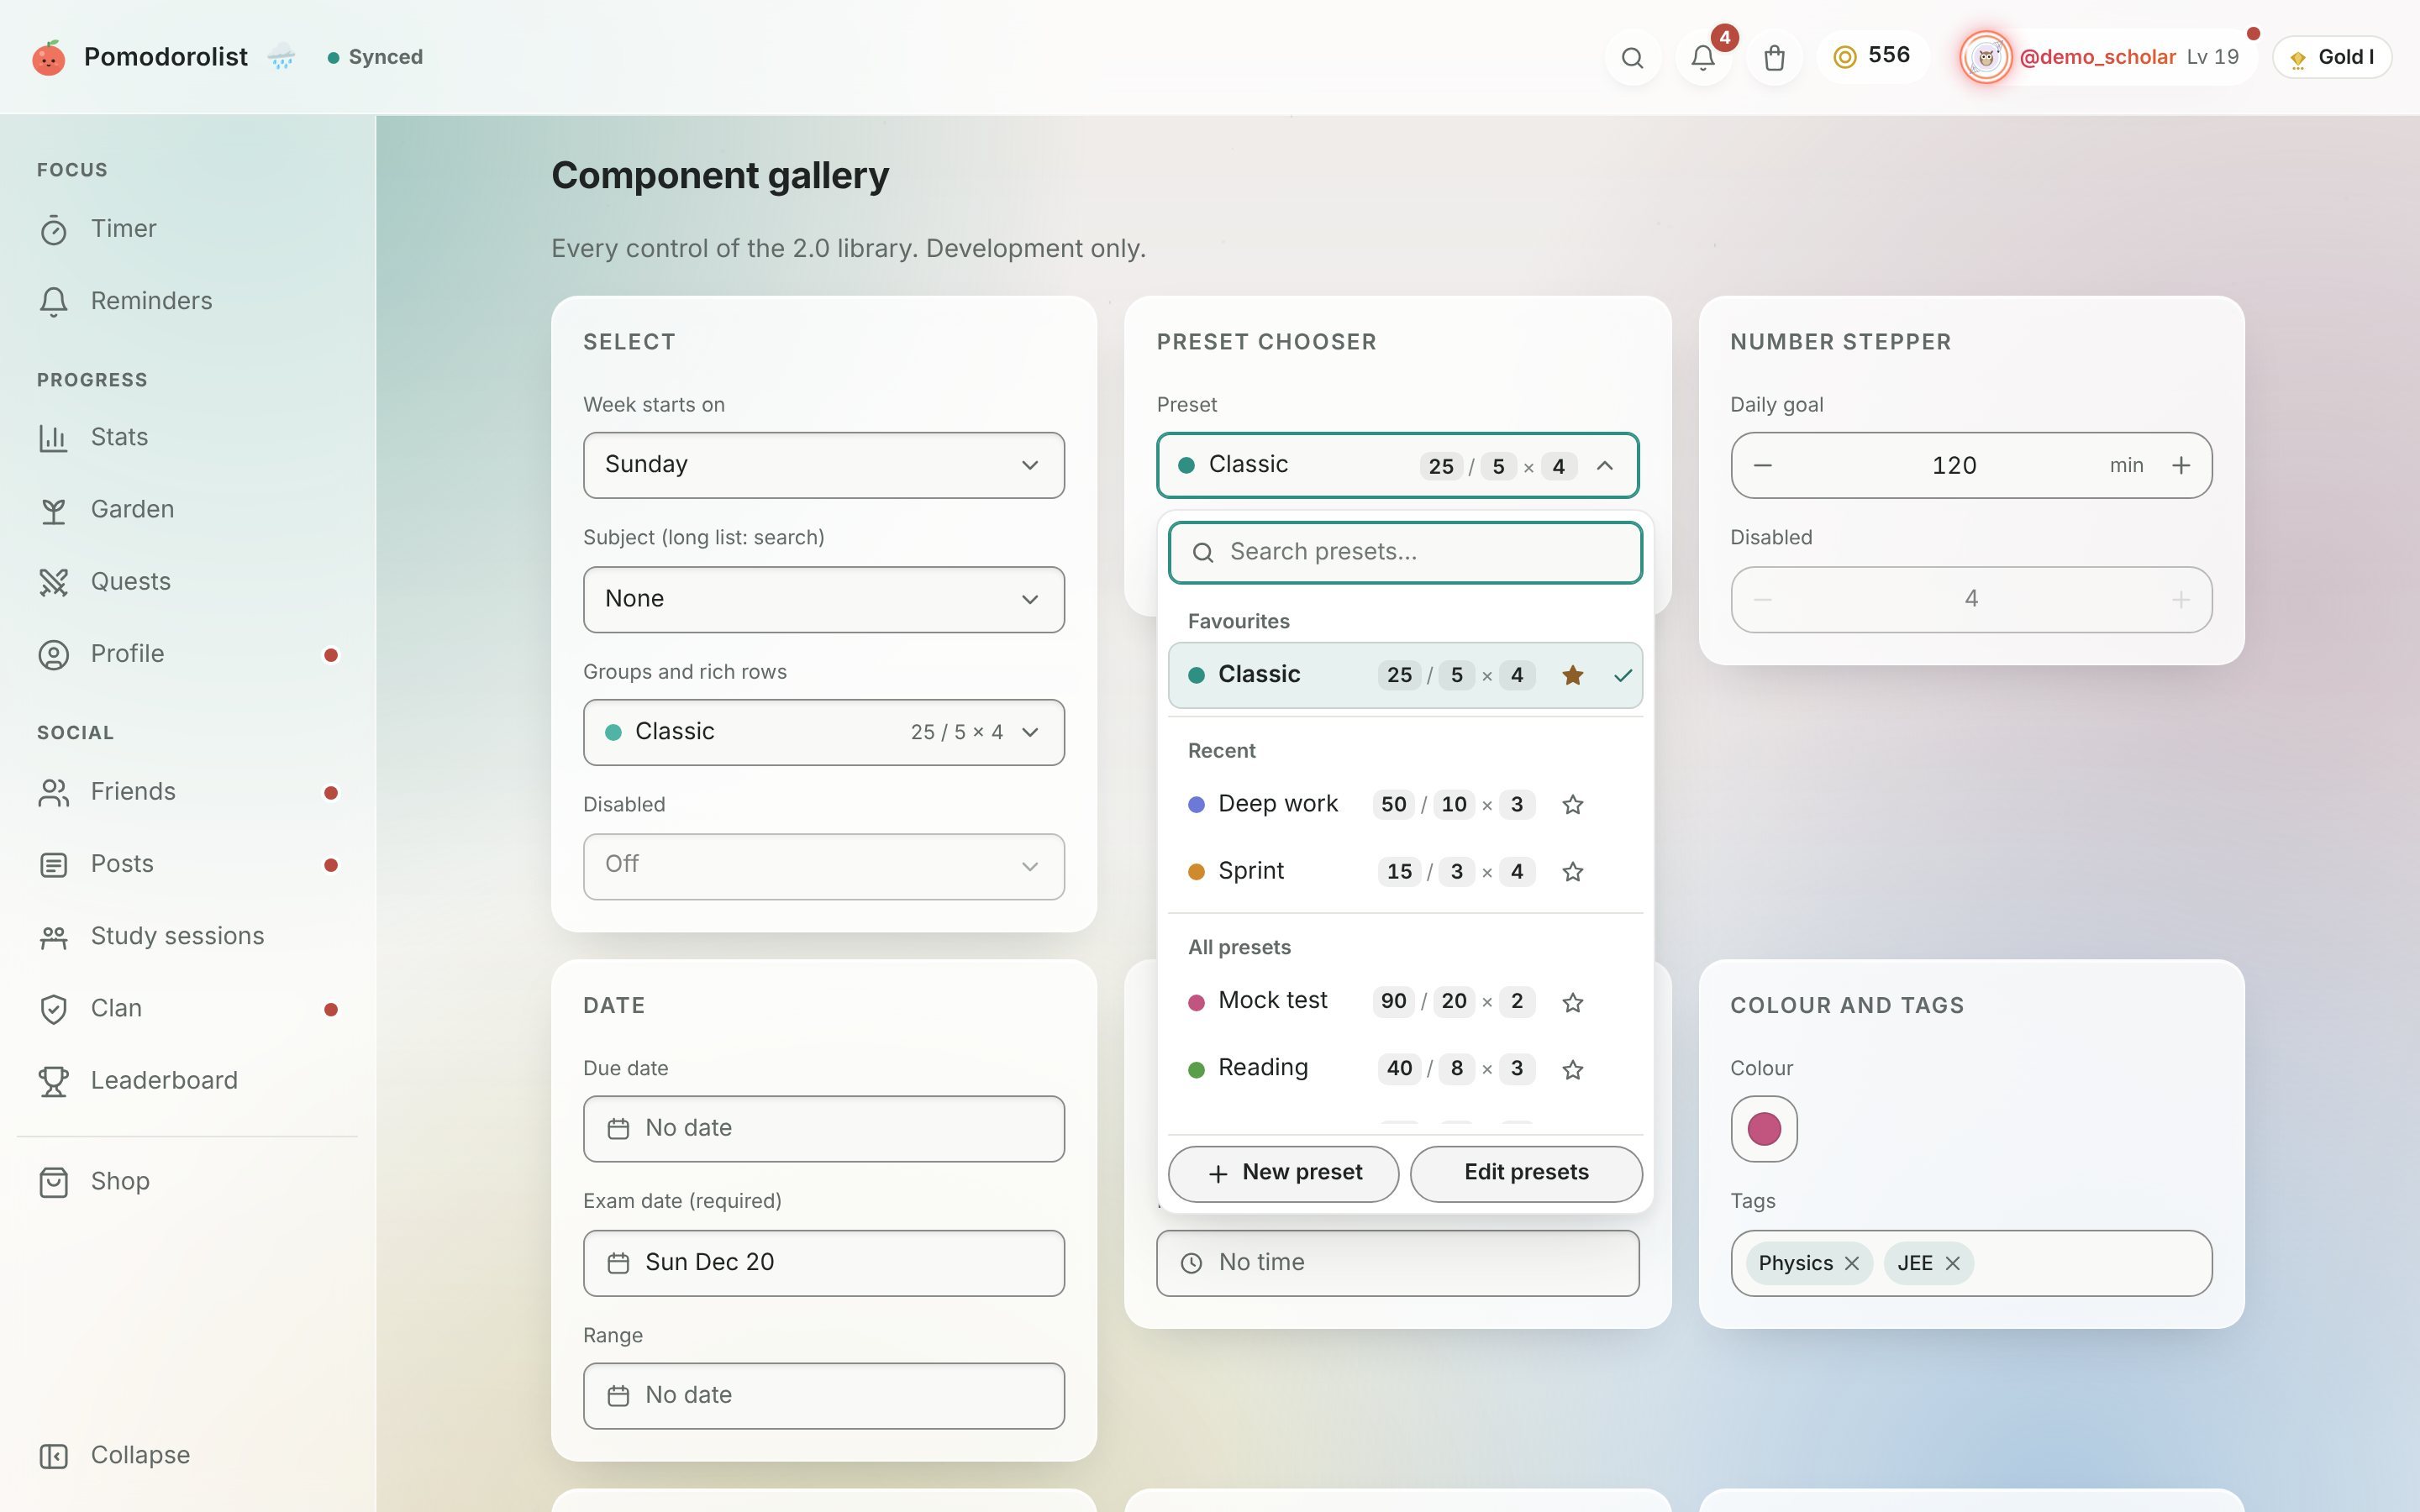 Pomodorolist
Synced
4
556
@demo_scholar Lv 19
Gold I
FOCUS
Timer
Reminders
PROGRESS
Stats
Garden
Quests
Profile
SOCIAL
Friends
Posts
Study sessions
Clan
Leaderboard
Shop
Collapse
Component gallery
Every control of the 2.0 library. Development only.
SELECT
Week starts on
Sunday
Subject (long list: search)
None
Groups and rich rows
Classic 25 / 5 × 4
Disabled
Off
PRESET CHOOSER
Preset
Classic 25 / 5 × 4
Search presets...
Favourites
Classic 25 / 5 × 4
Recent
Deep work 50 / 10 × 3
Sprint 15 / 3 × 4
All presets
Mock test 90 / 20 × 2
Reading 40 / 8 × 3
New preset
Edit presets
No time
NUMBER STEPPER
Daily goal
120 min
Disabled
4
DATE
Due date
No date
Exam date (required)
Sun Dec 20
Range
No date
COLOUR AND TAGS
Colour
Tags
Physics
JEE